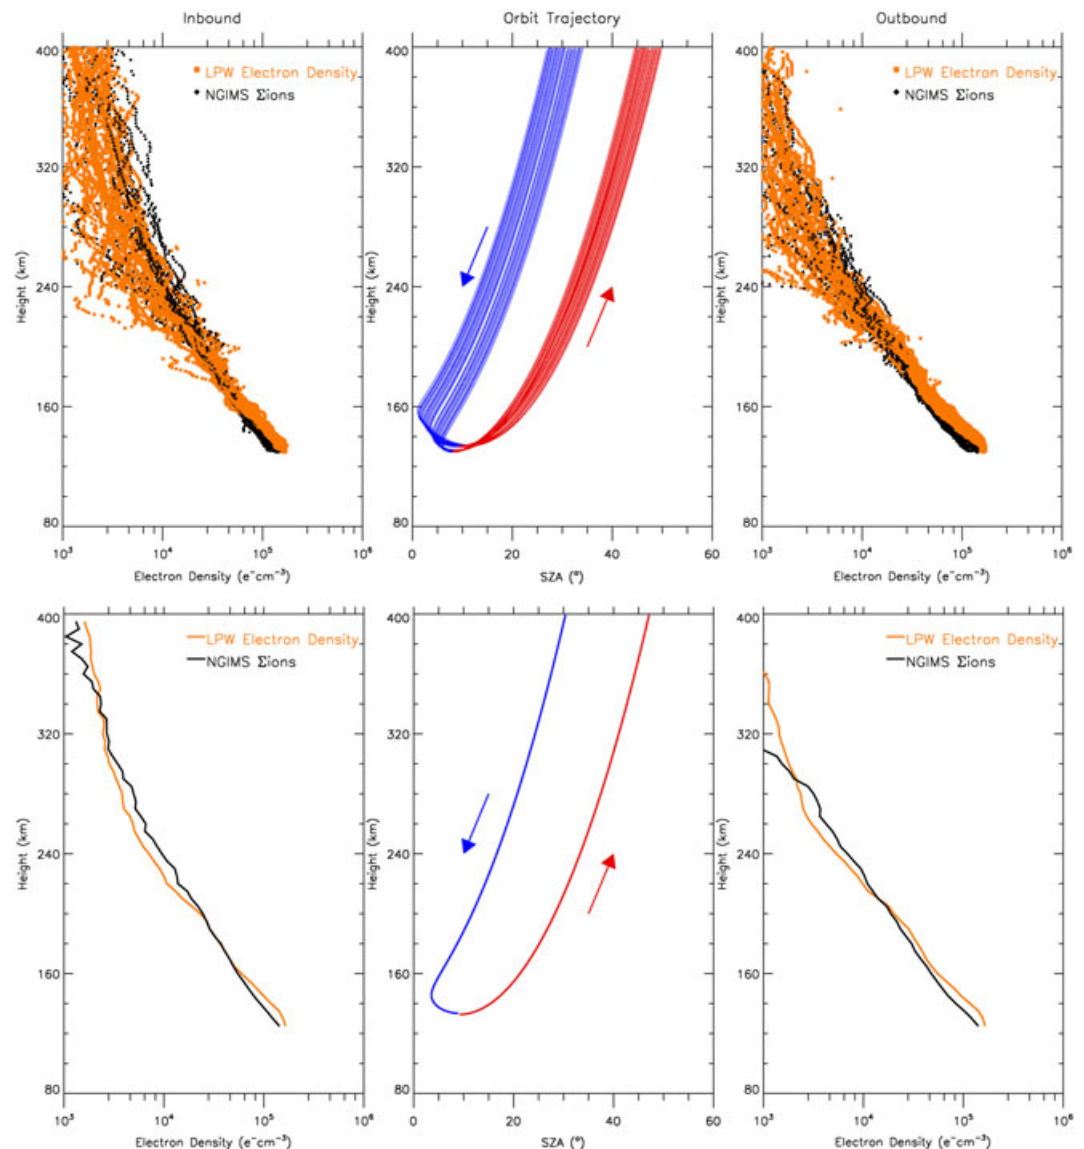 Inbound
Orbit Trajectory
Outbound
400
320
240
160
80
Height (km)
LPW Electron Density
NGIMS Σions
10³ 10⁴ 10⁵ 10⁶
Electron Density (e⁻cm⁻³)
400
320
240
160
80
Height (km)
0 20 40 60
SZA (°)
400
320
240
160
80
Height (km)
LPW Electron Density
NGIMS Σions
10³ 10⁴ 10⁵ 10⁶
Electron Density (e⁻cm⁻³)
400
320
240
160
80
Height (km)
LPW Electron Density
NGIMS Σions
10³ 10⁴ 10⁵ 10⁶
Electron Density (e⁻cm⁻³)
400
320
240
160
80
Height (km)
0 20 40 60
SZA (°)
400
320
240
160
80
Height (km)
LPW Electron Density
NGIMS Σions
10³ 10⁴ 10⁵ 10⁶
Electron Density (e⁻cm⁻³)